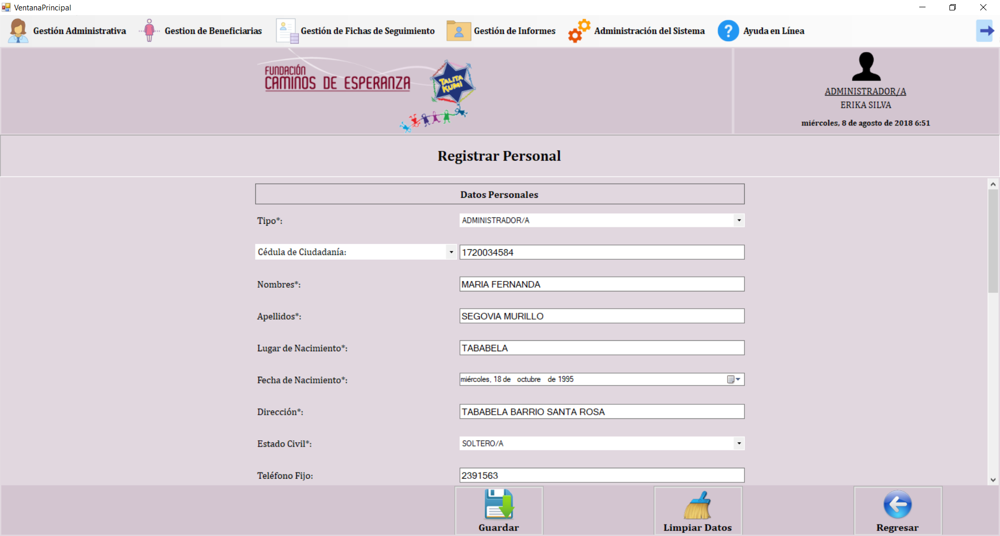 VentanaPrincipal
Gestión Administrativa
Gestion de Beneficiarias
Gestión de Fichas de Seguimiento
Gestión de Informes
Administración del Sistema
? Ayuda en Línea
FUNDACIÓN
CAMINOS DE ESPERANZA
TALITA
KUMI
ADMINISTRADOR/A
ERIKA SILVA
miércoles, 8 de agosto de 2018 6:51
Registrar Personal
Datos Personales
Tipo*: ADMINISTRADOR/A
Cédula de Ciudadanía: 1720034584
Nombres*: MARIA FERNANDA
Apellidos*: SEGOVIA MURILLO
Lugar de Nacimiento*: TABABELA
Fecha de Nacimiento*: miércoles, 18 de octubre de 1995
Dirección*: TABABELA BARRIO SANTA ROSA
Estado Civil*: SOLTERO/A
Teléfono Fijo: 2391563
Guardar
Limpiar Datos
Regresar